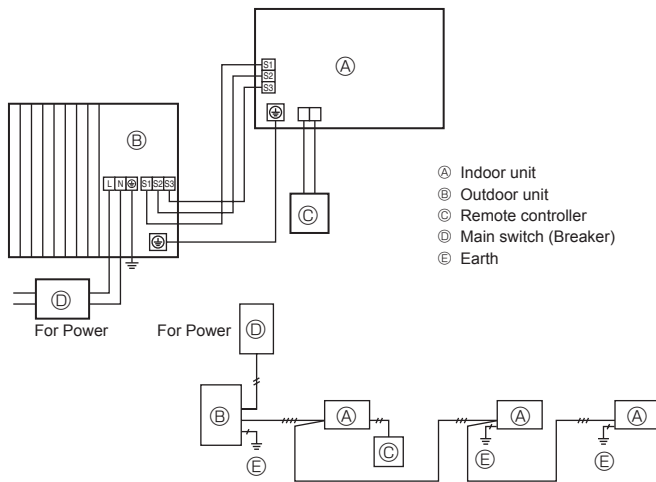 S1
S2
S3
Ⓐ
Ⓑ
L N S1 S2 S3
Ⓒ
Ⓐ Indoor unit
Ⓑ Outdoor unit
Ⓒ Remote controller
Ⓓ Main switch (Breaker)
Ⓔ Earth
Ⓓ
For Power
For Power Ⓓ
Ⓑ Ⓐ Ⓐ Ⓐ
Ⓒ
Ⓔ Ⓔ Ⓔ